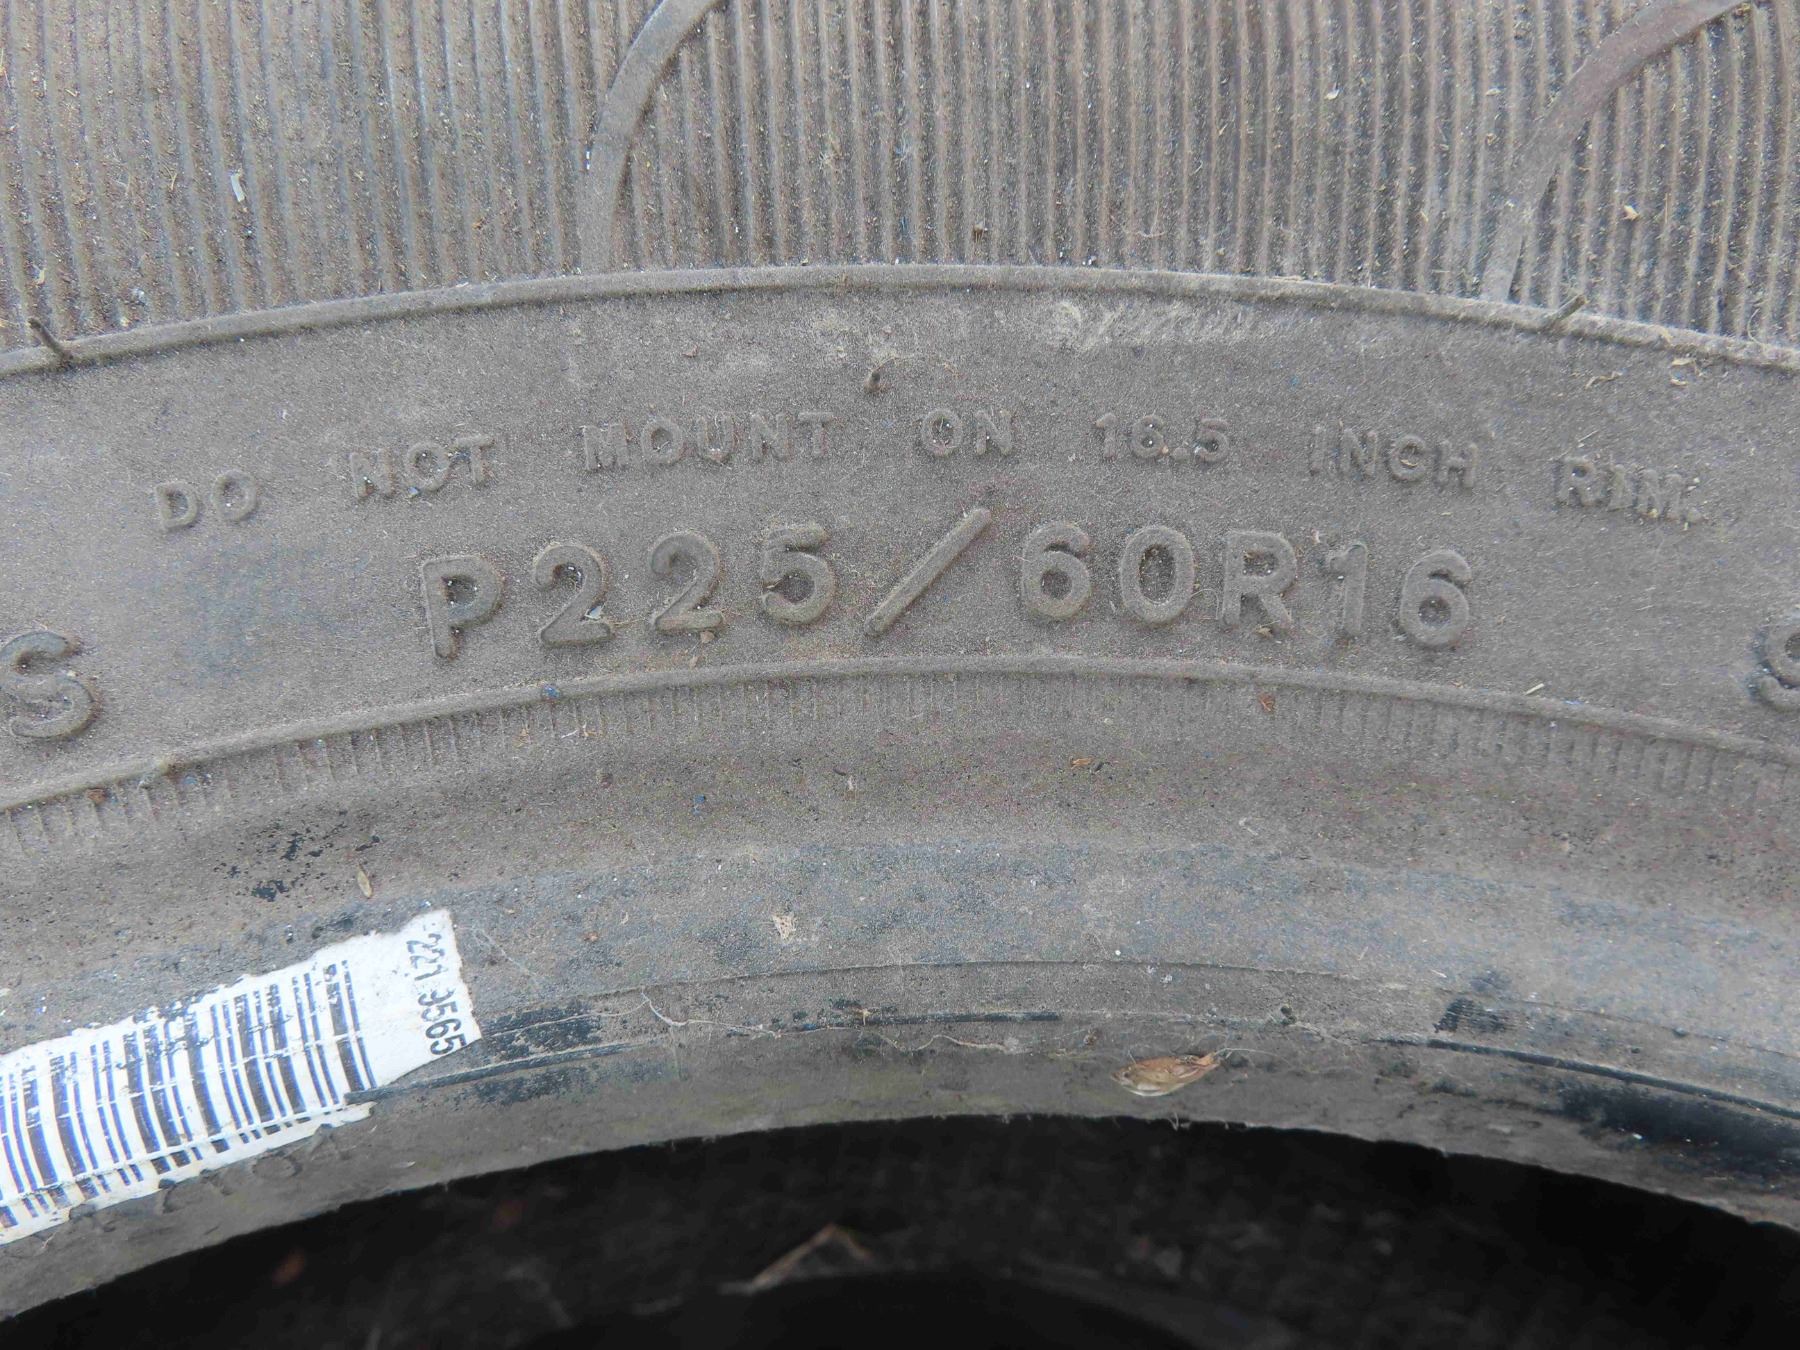 DO NOT MOUNT ON 16.5 INCH RIM.
P225/60R16
S
S